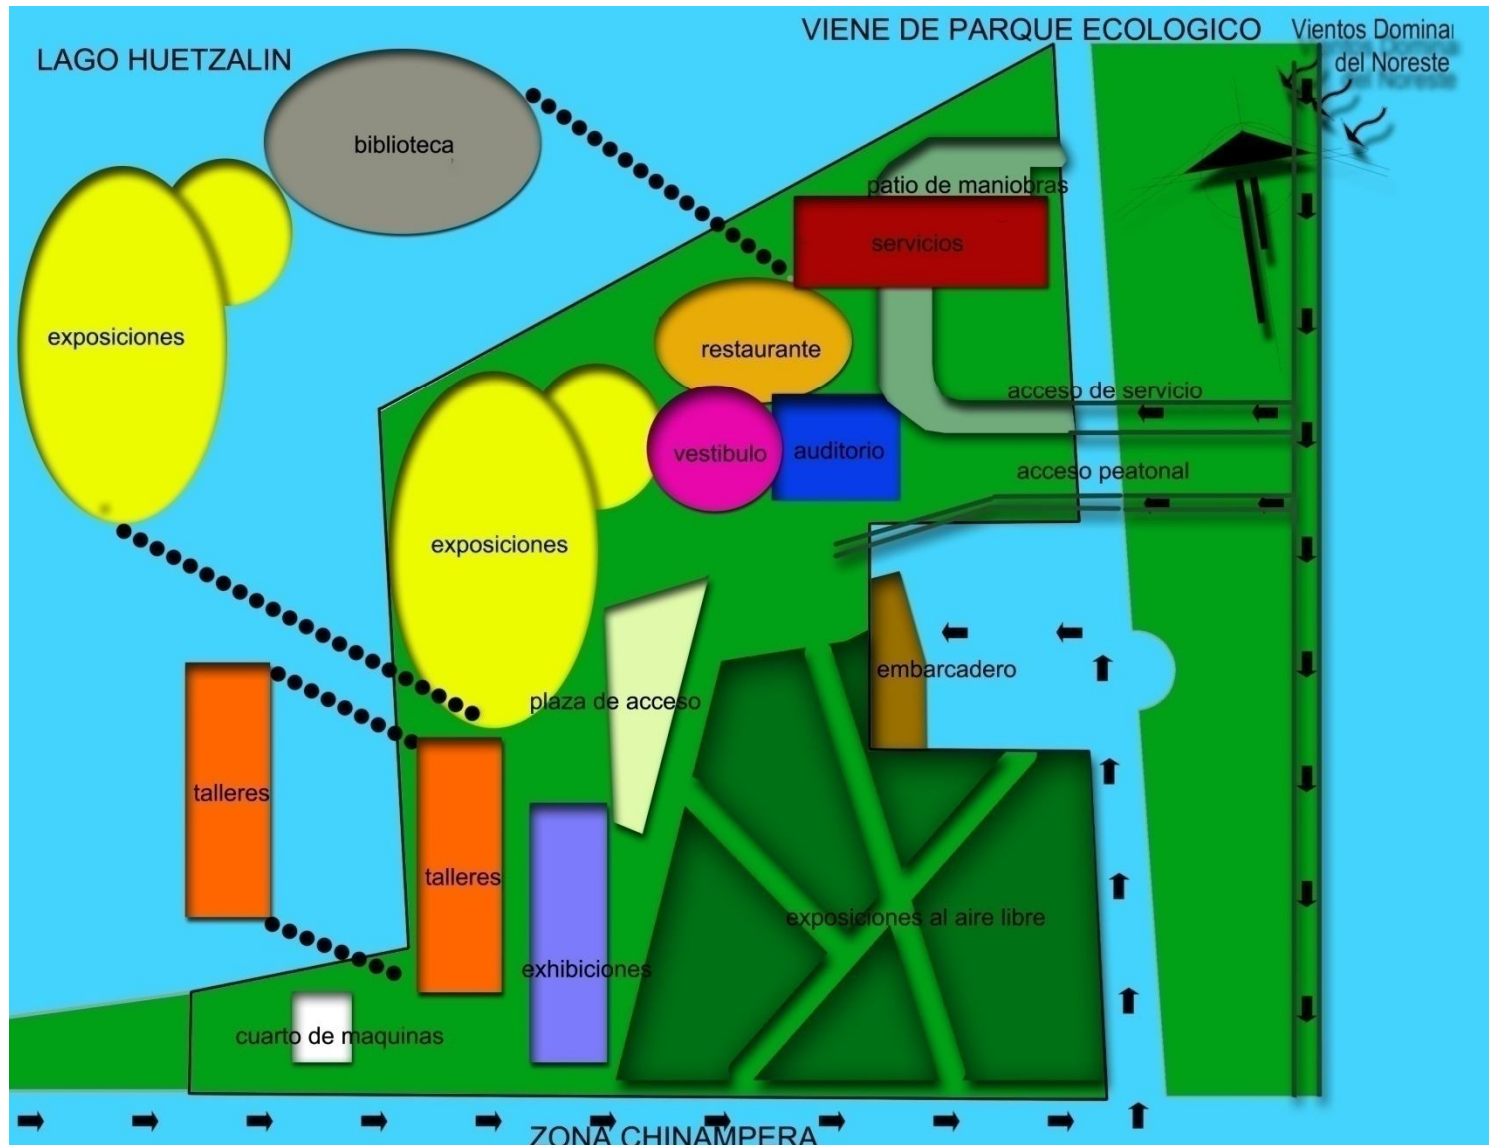 VIENE DE PARQUE ECOLOGICO
Vientos Dominan
del Noreste
LAGO HUETZALIN
biblioteca
patio de maniobras
servicios
exposiciones
restaurante
acceso de servicio
vestibulo
auditorio
acceso peatonal
exposiciones
embarcadero
plaza de acceso
talleres
talleres
exposiciones al aire libre
exhibiciones
cuarto de maquinas
ZONA CHINAMPERA